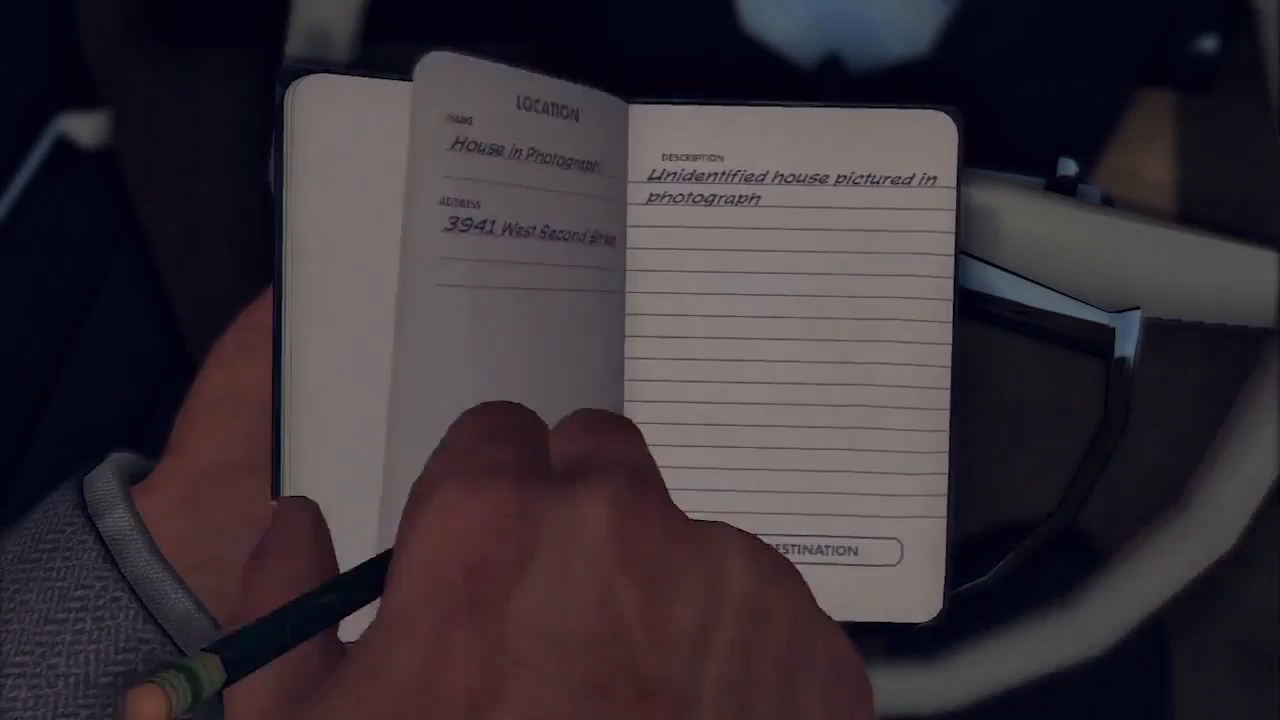 LOCATION
NAME
House in Photograph
ADDRESS
3941 West Second Street
DESCRIPTION
Unidentified house pictured in
photograph
ESTINATION